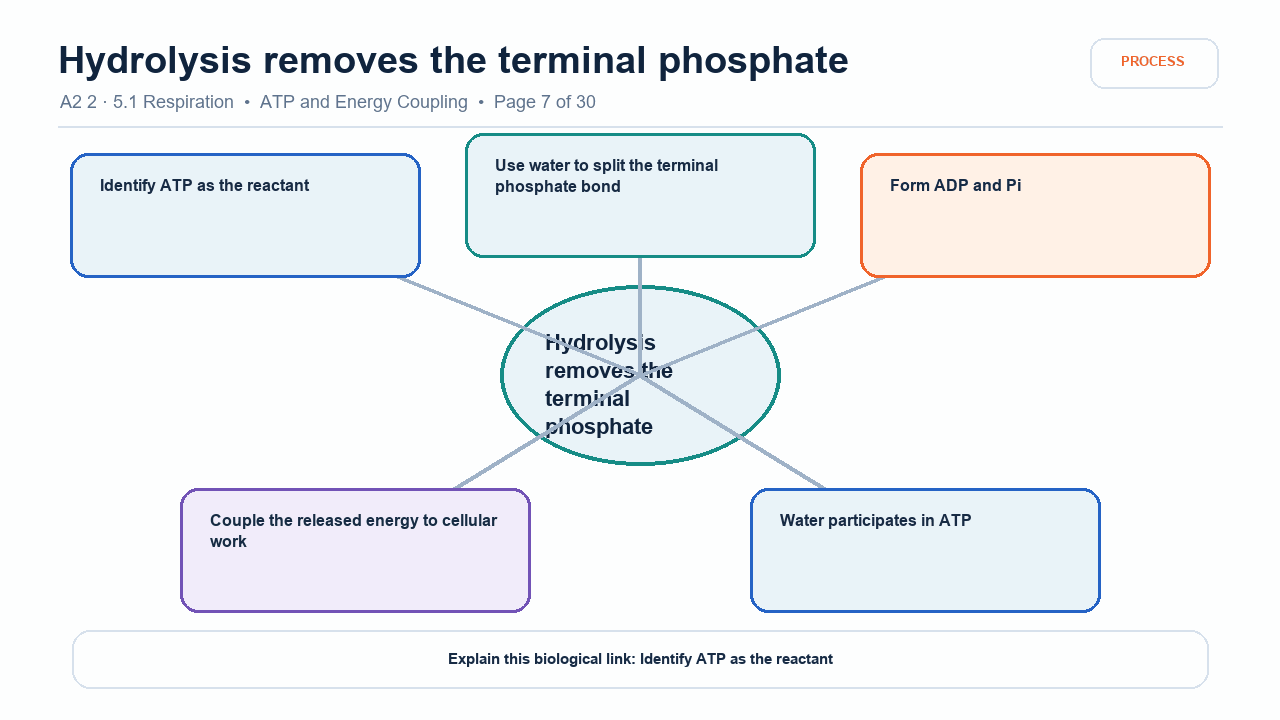 Hydrolysis removes the terminal phosphate
PROCESS
A2 2 · 5.1 Respiration • ATP and Energy Coupling • Page 7 of 30
Identify ATP as the reactant
Use water to split the terminal
phosphate bond
Form ADP and Pi
Hydrolysis
removes the
terminal
phosphate
Couple the released energy to cellular
work
Water participates in ATP
Explain this biological link: Identify ATP as the reactant